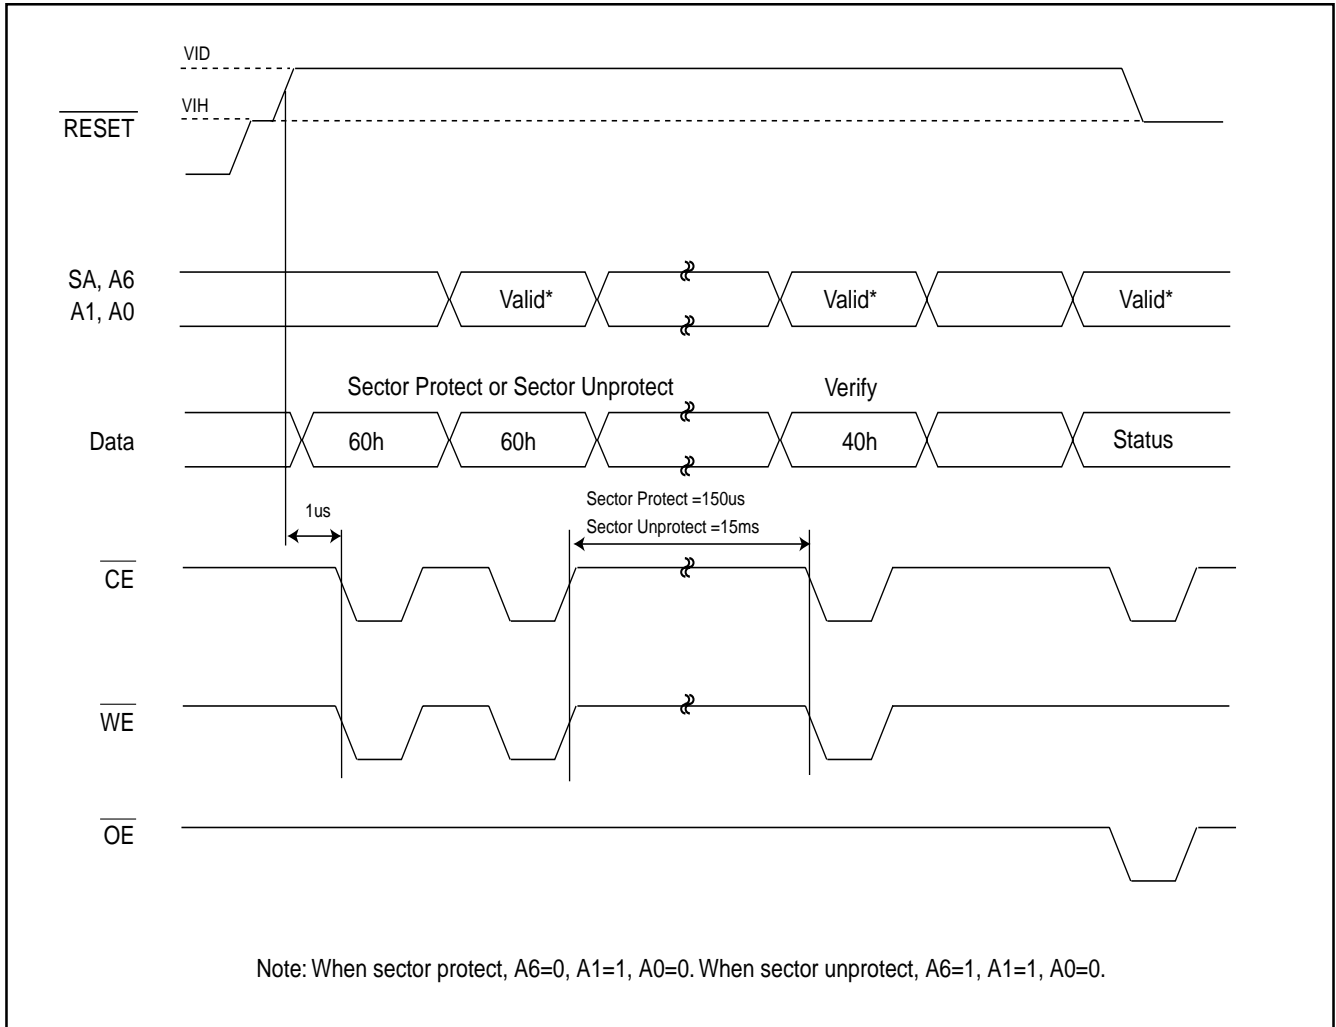 VID
VIH
RESET
SA, A6
A1, A0
Valid*
Valid*
Valid*
Sector Protect or Sector Unprotect
Verify
Data
60h
60h
40h
Status
1us
Sector Protect =150us
Sector Unprotect =15ms
CE
WE
OE
Note: When sector protect, A6=0, A1=1, A0=0. When sector unprotect, A6=1, A1=1, A0=0.